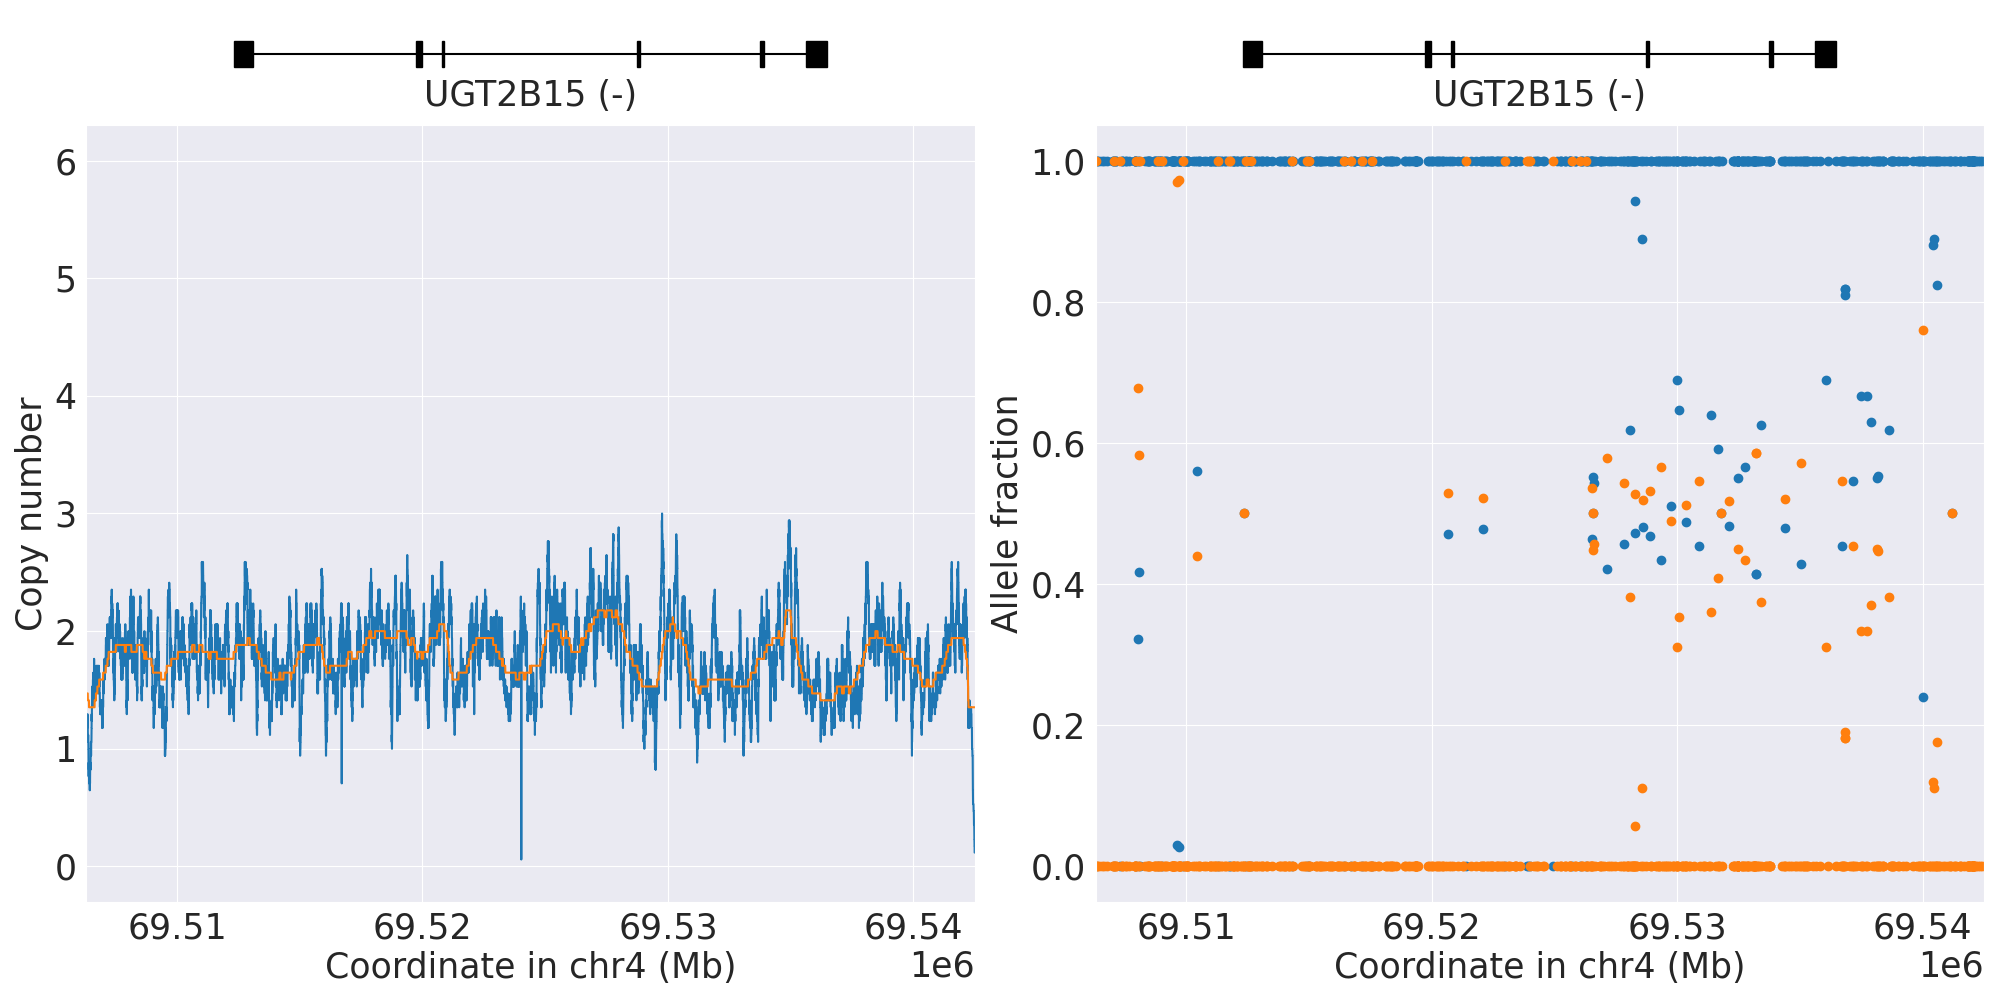 UGT2B15 (-)
6
5
4
3
2
1
0
Copy number
69.51 69.52 69.53 69.54
Coordinate in chr4 (Mb) 1e6
UGT2B15 (-)
1.0
0.8
0.6
0.4
0.2
0.0
Allele fraction
69.51 69.52 69.53 69.54
Coordinate in chr4 (Mb) 1e6